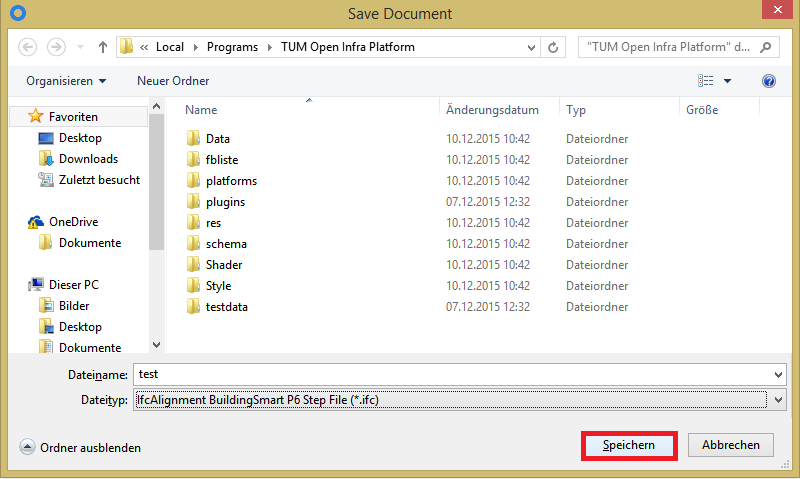 Save Document
« Local Programs TUM Open Infra Platform "TUM Open Infra Platform" d...
Organisieren Neuer Ordner
Name Änderungsdatum Typ Größe
Favoriten
Desktop
Downloads
Zuletzt besucht
OneDrive
Dokumente
Dieser PC
Bilder
Desktop
Dokumente
Data 10.12.2015 10:42 Dateiordner
fbliste 10.12.2015 10:42 Dateiordner
platforms 10.12.2015 10:42 Dateiordner
plugins 07.12.2015 12:32 Dateiordner
res 10.12.2015 10:42 Dateiordner
schema 10.12.2015 10:42 Dateiordner
Shader 10.12.2015 10:42 Dateiordner
Style 10.12.2015 10:42 Dateiordner
testdata 07.12.2015 12:32 Dateiordner
Dateiname: test
Dateityp: IfcAlignment BuildingSmart P6 Step File (*.ifc)
Ordner ausblenden Speichern Abbrechen